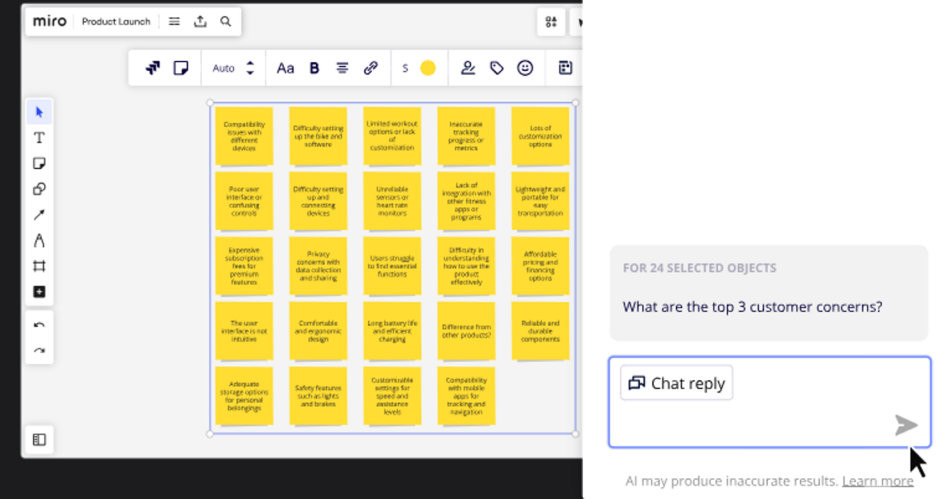 miro Product Launch
Auto Aa B S
Compatibility
issues with
different
devices
Difficulty setting
up the bike and
software
Limited workout
options or lack
of
customization
Inaccurate
tracking
progress or
metrics
Lots of
customization
options
Poor user
interface or
confusing
controls
Difficulty setting
up and
connecting
devices
Unreliable
sensors or
heart rate
monitors
Lack of
integration with
other fitness
apps or
programs
Lightweight and
portable for
easy
transportation
Expensive
subscription
fees for
premium
features
Privacy
concerns with
data collection
and sharing
Users struggle
to find essential
functions
Difficulty in
understanding
how to use the
product
effectively
Affordable
pricing and
financing
options
The user
interface is not
intuitive
Comfortable
and ergonomic
design
Long battery life
and efficient
charging
Difference from
other products?
Reliable and
durable
components
Adequate
storage options
for personal
belongings
Safety features
such as lights
and brakes
Customizable
settings for
speed and
assistance
levels
Compatibility
with mobile
apps for
tracking and
navigation
FOR 24 SELECTED OBJECTS
What are the top 3 customer concerns?
Chat reply
AI may produce inaccurate results. Learn more